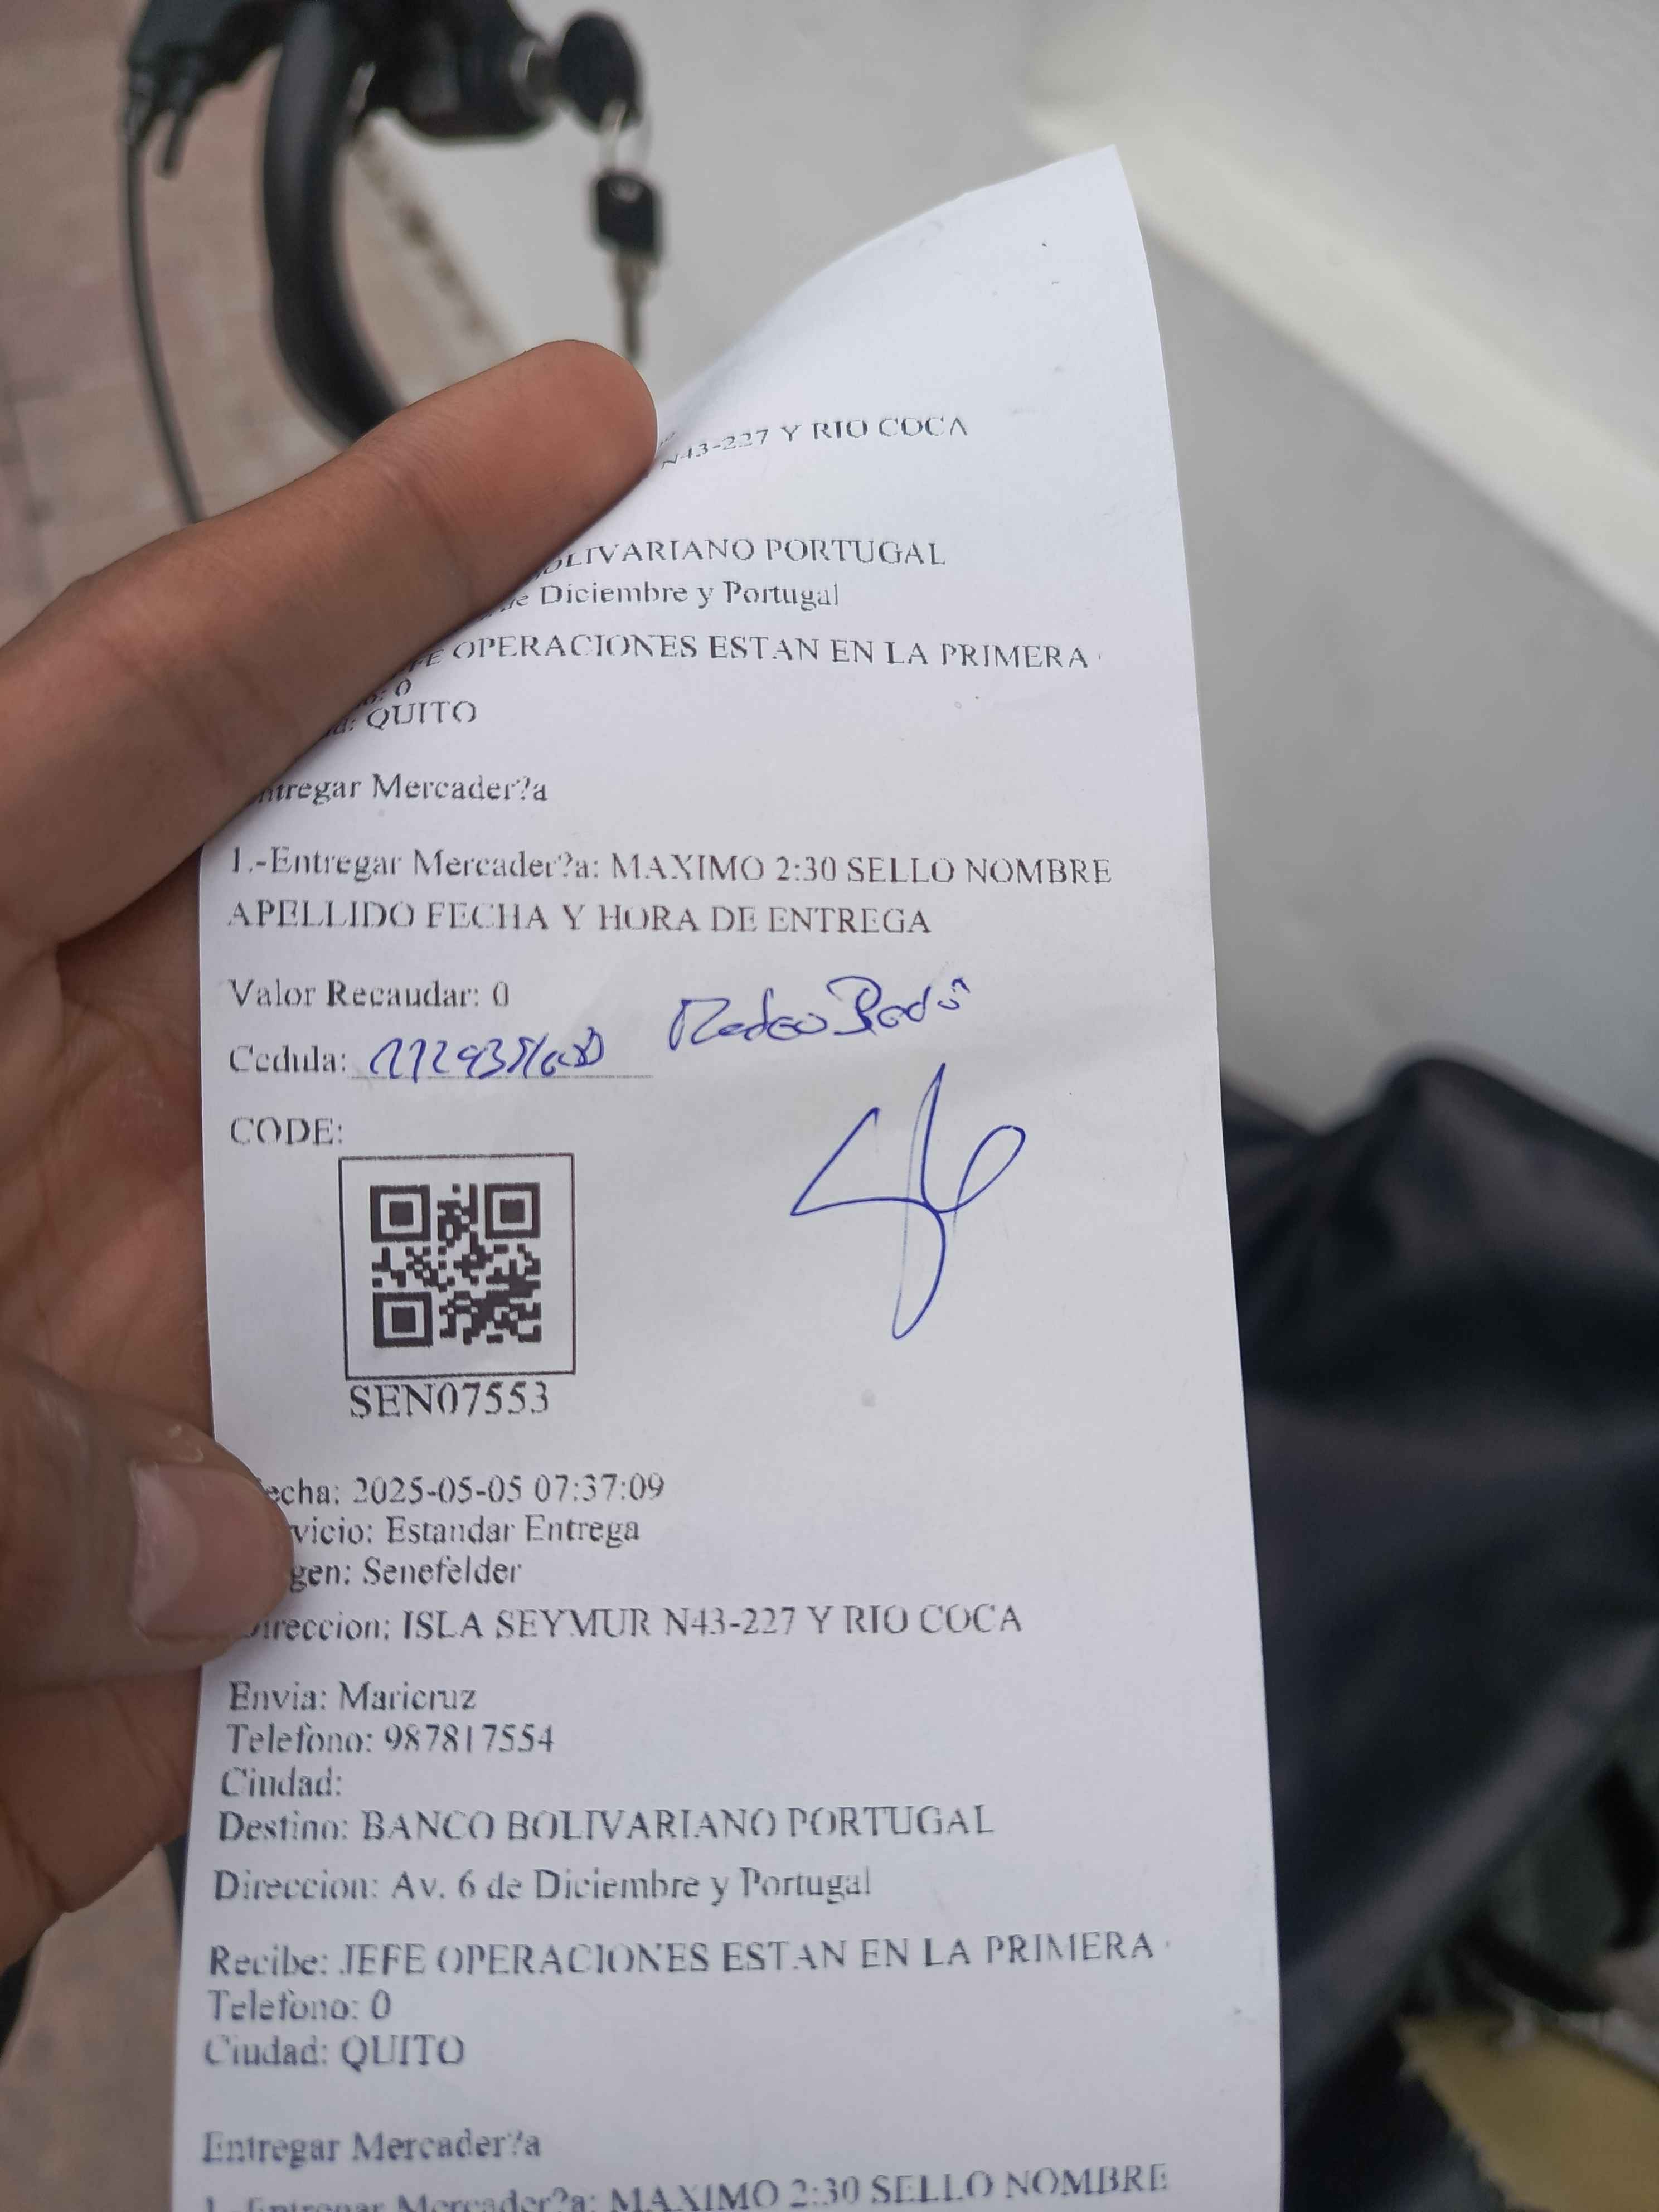 N43-227 Y RIO COCA
BOLIVARIANO PORTUGAL
de Diciembre y Portugal
OPERACIONES ESTAN EN LA PRIMERA
: 0
: QUITO
ntregar Mercader?a
1.-Entregar Mercader?a: MAXIMO 2:30 SELLO NOMBRE
APELLIDO FECHA Y HORA DE ENTREGA
Valor Recaudar: 0
Cedula:
CODE:
SEN07553
echa: 2025-05-05 07:37:09
vicio: Estandar Entrega
gen: Senefelder
Direccion: ISLA SEYMUR N43-227 Y RIO COCA
Envia: Maricruz
Telefono: 987817554
Ciudad:
Destino: BANCO BOLIVARIANO PORTUGAL
Direccion: Av. 6 de Diciembre y Portugal
Recibe: JEFE OPERACIONES ESTAN EN LA PRIMERA
Telefono: 0
Ciudad: QUITO
Entregar Mercader?a
1.-Entregar Mercader?a: MAXIMO 2:30 SELLO NOMBRE